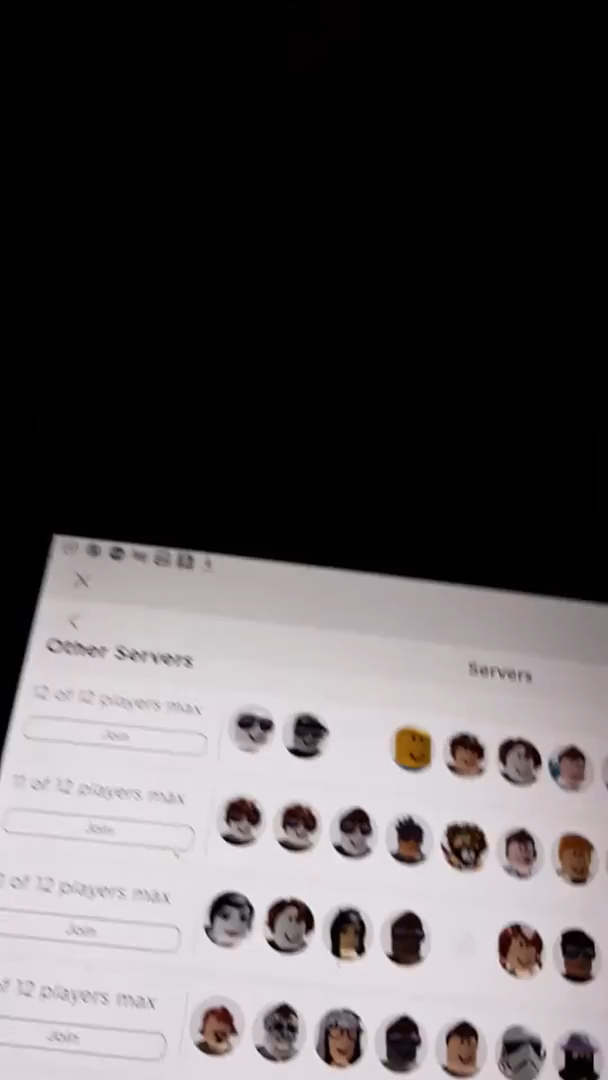 Other Servers
Servers
12 of 12 players max
Join
11 of 12 players max
Join
of 12 players max
Join
12 players max
Join